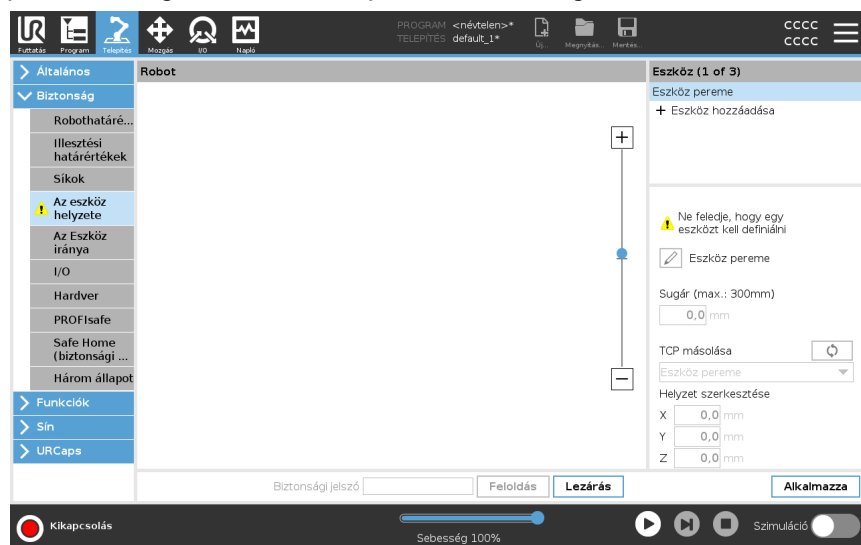 PROGRAM <névtelen>*
TELEPÍTÉS default_1*
Futtatás Program Telepítés Mozgás I/O Napló Új... Megnyitás... Mentés...
cccc
cccc
Általános
Biztonság
Robothatáré...
Illesztési
határértékek
Síkok
Az eszköz
helyzete
Az Eszköz
iránya
I/O
Hardver
PROFIsafe
Safe Home
(biztonsági ...
Három állapot
Funkciók
Sín
URCaps
Robot
Eszköz (1 of 3)
Eszköz pereme
+ Eszköz hozzáadása
Ne feledje, hogy egy
eszközt kell definiálni
Eszköz pereme
Sugár (max.: 300mm)
0,0 mm
TCP másolása
Eszköz pereme
Helyzet szerkesztése
X 0,0 mm
Y 0,0 mm
Z 0,0 mm
Biztonsági jelszó Feloldás Lezárás Alkalmazza
Kikapcsolás
Sebesség 100%
Szimuláció